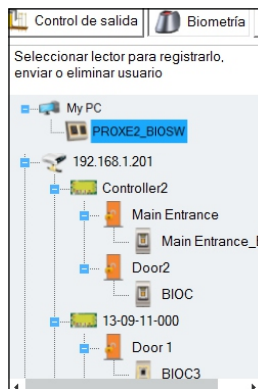 Control de salida
Biometría
Seleccionar lector para registrarlo,
enviar o eliminar usuario
My PC
PROXE2_BIOSW
192.168.1.201
Controller2
Main Entrance
Main Entrance_
Door2
BIOC
13-09-11-000
Door 1
BIOC3